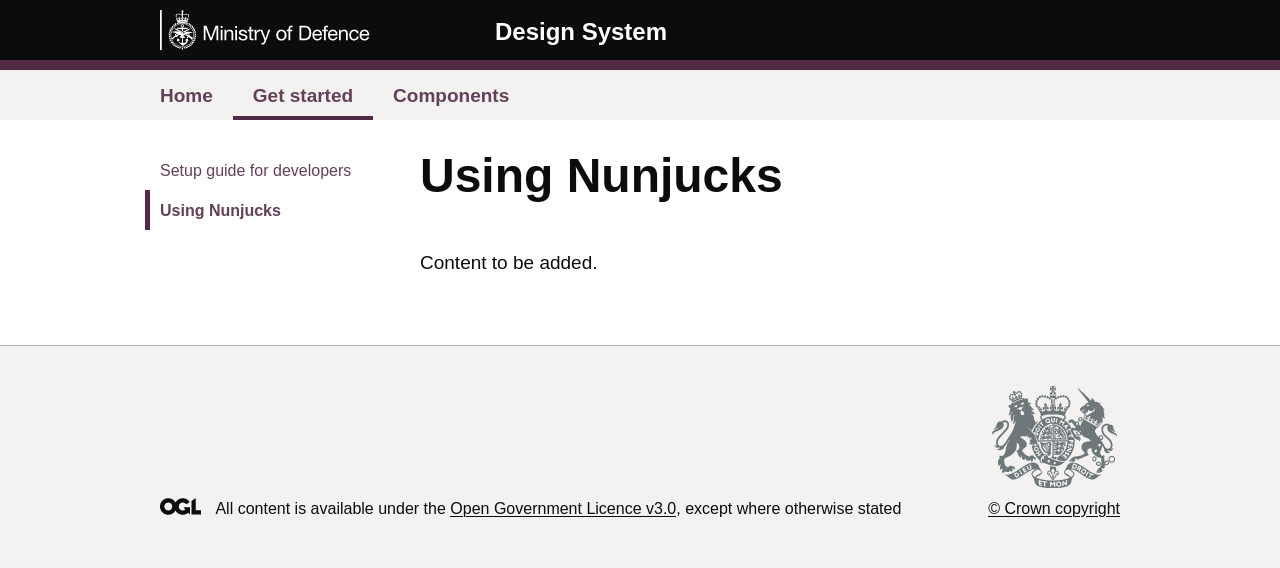 Ministry of Defence
Design System
Home
Get started
Components
Setup guide for developers
Using Nunjucks
Using Nunjucks
Content to be added.
DIEU ET MON DROIT
OGL
All content is available under the Open Government Licence v3.0, except where otherwise stated
© Crown copyright